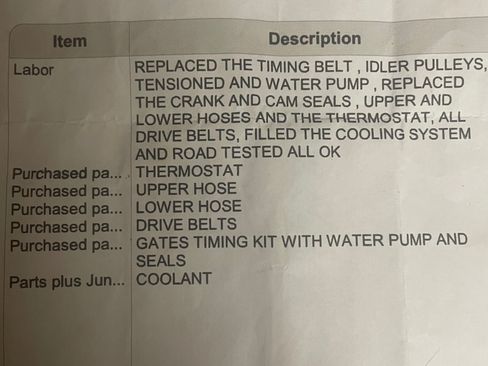 Item Description
Labor REPLACED THE TIMING BELT , IDLER PULLEYS,
TENSIONED AND WATER PUMP , REPLACED
THE CRANK AND CAM SEALS , UPPER AND
LOWER HOSES AND THE THERMOSTAT, ALL
DRIVE BELTS, FILLED THE COOLING SYSTEM
AND ROAD TESTED ALL OK
Purchased pa... THERMOSTAT
Purchased pa... UPPER HOSE
Purchased pa... LOWER HOSE
Purchased pa... DRIVE BELTS
Purchased pa... GATES TIMING KIT WITH WATER PUMP AND
SEALS
Parts plus Jun... COOLANT